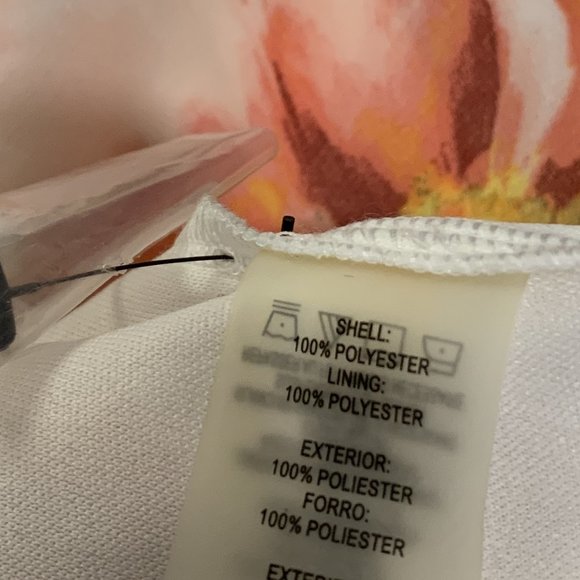 SHELL:
100% POLYESTER
LINING:
100% POLYESTER
EXTERIOR:
100% POLIESTER
FORRO:
100% POLIESTER